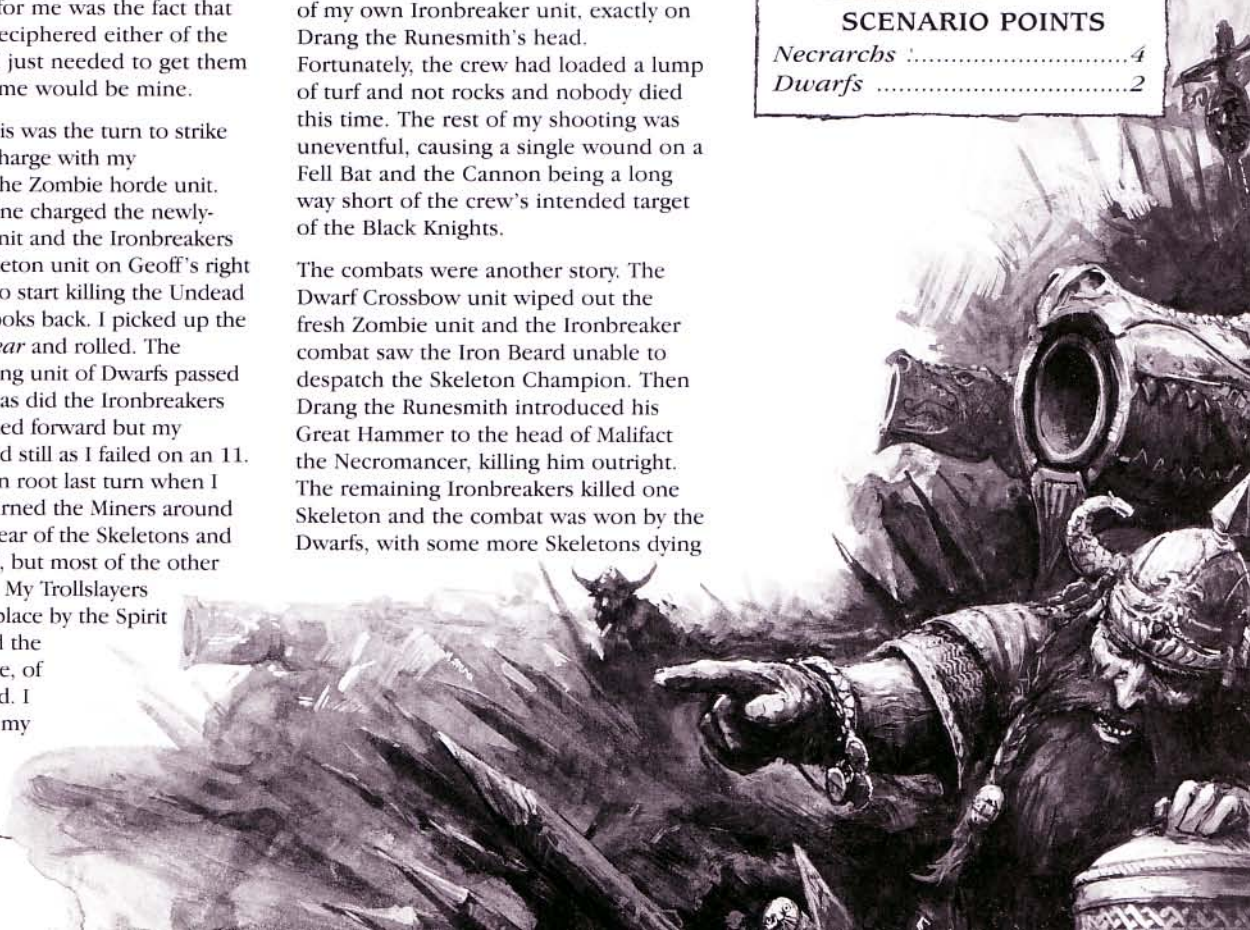 for me was the fact that
eciphered either of the
just needed to get them
me would be mine.
is was the turn to strike
harge with my
he Zombie horde unit.
ne charged the newly-
nit and the Ironbreakers
eton unit on Geoff's right
o start killing the Undead
ooks back. I picked up the
ear and rolled. The
ng unit of Dwarfs passed
as did the Ironbreakers
ed forward but my
d still as I failed on an 11.
n root last turn when I
rned the Miners around
ear of the Skeletons and
, but most of the other
My Trollslayers
place by the Spirit
d the
e, of
d. I
my
of my own Ironbreaker unit, exactly on
Drang the Runesmith's head.
Fortunately, the crew had loaded a lump
of turf and not rocks and nobody died
this time. The rest of my shooting was
uneventful, causing a single wound on a
Fell Bat and the Cannon being a long
way short of the crew's intended target
of the Black Knights.
The combats were another story. The
Dwarf Crossbow unit wiped out the
fresh Zombie unit and the Ironbreaker
combat saw the Iron Beard unable to
despatch the Skeleton Champion. Then
Drang the Runesmith introduced his
Great Hammer to the head of Malifact
the Necromancer, killing him outright.
The remaining Ironbreakers killed one
Skeleton and the combat was won by the
Dwarfs, with some more Skeletons dying
SCENARIO POINTS
Necrarchs ................................4
Dwarfs ....................................2